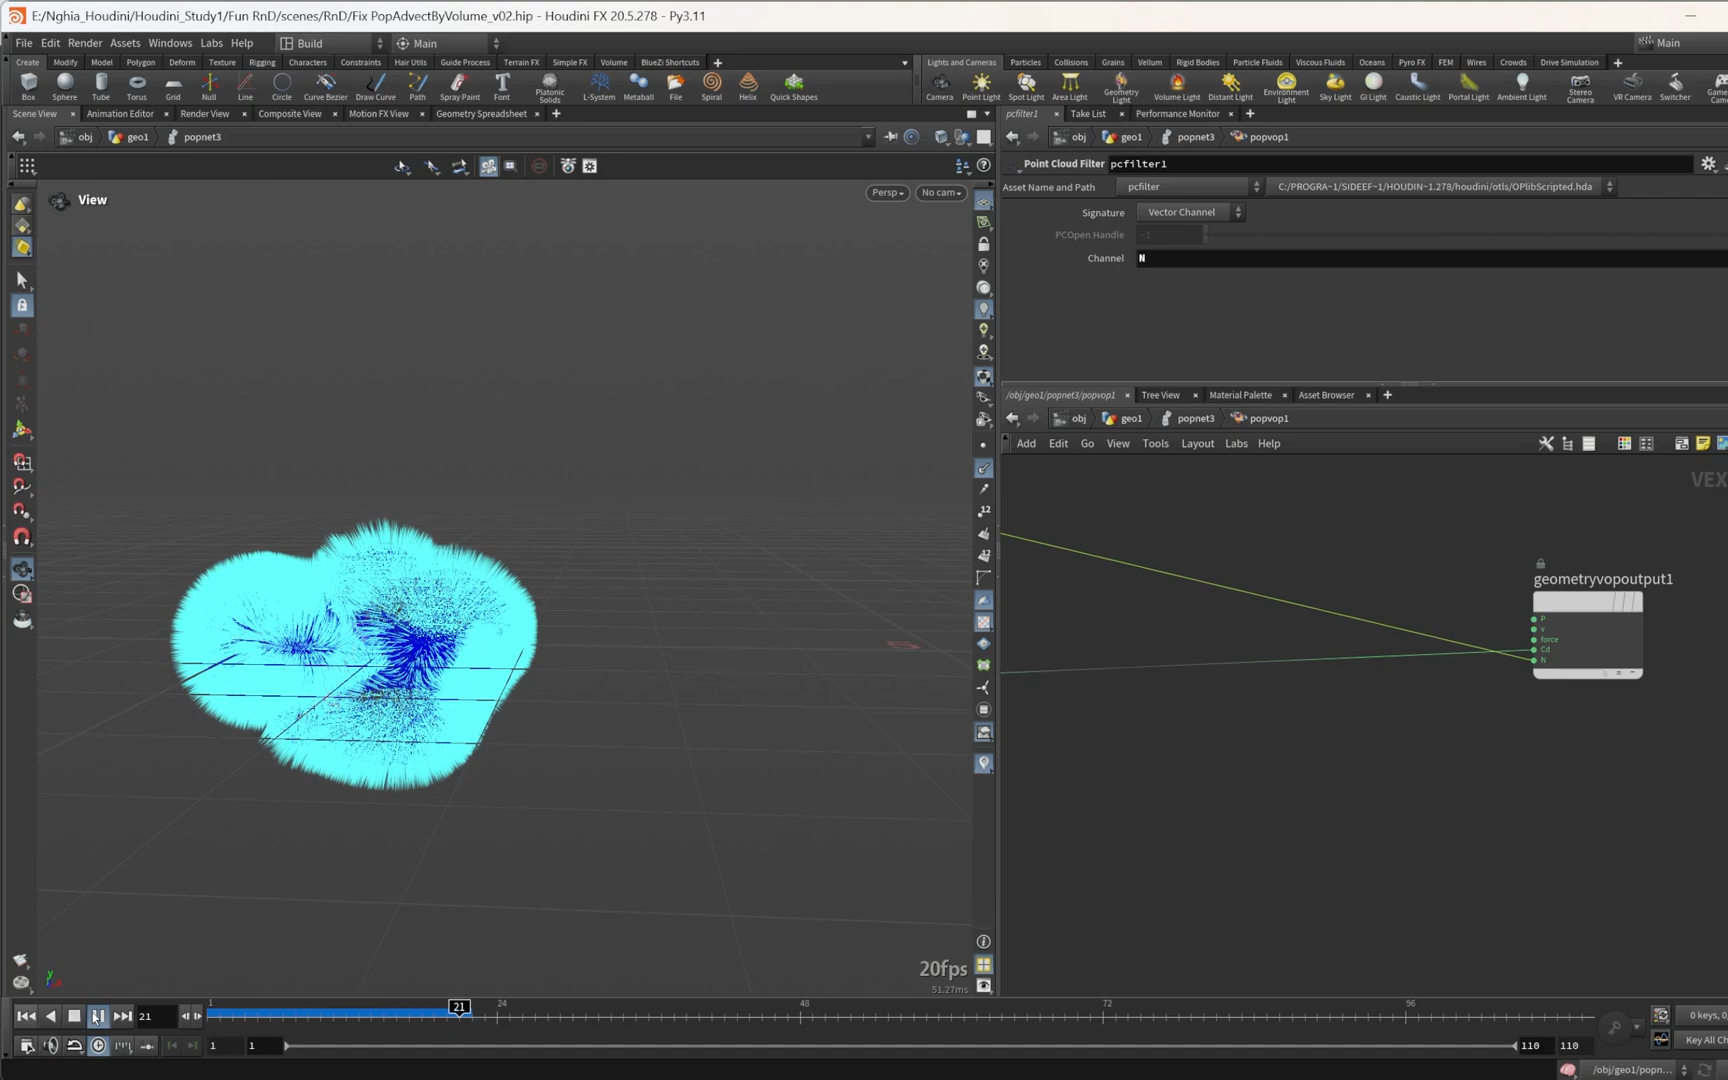 E:/Nghia_Houdini/Houdini_Study1/Fun RnD/scenes/RnD/Fix PopAdvectByVolume_v02.hip - Houdini FX 20.5.278 - Py3.11
File Edit Render Assets Windows Labs Help Build Main Main
Create Modify Model Polygon Deform Texture Rigging Characters Constraints Hair Utils Guide Process Terrain FX Simple FX Volume BlueZi Shortcuts
Lights and Cameras Particles Collisions Grains Vellum Rigid Bodies Particle Fluids Viscous Fluids Oceans Pyro FX FEM Wires Crowds Drive Simulation
Box Sphere Tube Torus Grid Null Line Circle Curve Bezier Draw Curve Path Spray Paint Font Platonic Solids L-System Metaball File Spiral Helix Quick Shapes
Camera Point Light Spot Light Area Light Geometry Light Volume Light Distant Light Environment Light Sky Light GI Light Caustic Light Portal Light Ambient Light Stereo Camera VR Camera Switcher
Scene View Animation Editor Render View Composite View Motion FX View Geometry Spreadsheet
pcfilter1 Take List Performance Monitor
obj geo1 popnet3
obj geo1 popnet3 popvop1
Point Cloud Filter pcfilter1
Asset Name and Path pcfilter C:/PROGRA~1/SIDEEF~1/HOUDIN~1.278/houdini/otls/OPlibScripted.hda
View
Persp No cam
Signature Vector Channel
PCOpen Handle -1
Channel N
/obj/geo1/popnet3/popvop1 Tree View Material Palette Asset Browser
obj geo1 popnet3 popvop1
Add Edit Go View Tools Layout Labs Help
VEX
geometryvopoutput1
P
v
force
Cd
N
12
12
20fps
51.27ms
y
21
1 21 24 48 72 96
0 keys, 0
1 1 110 110
Key All Ch
/obj/geo1/popn...